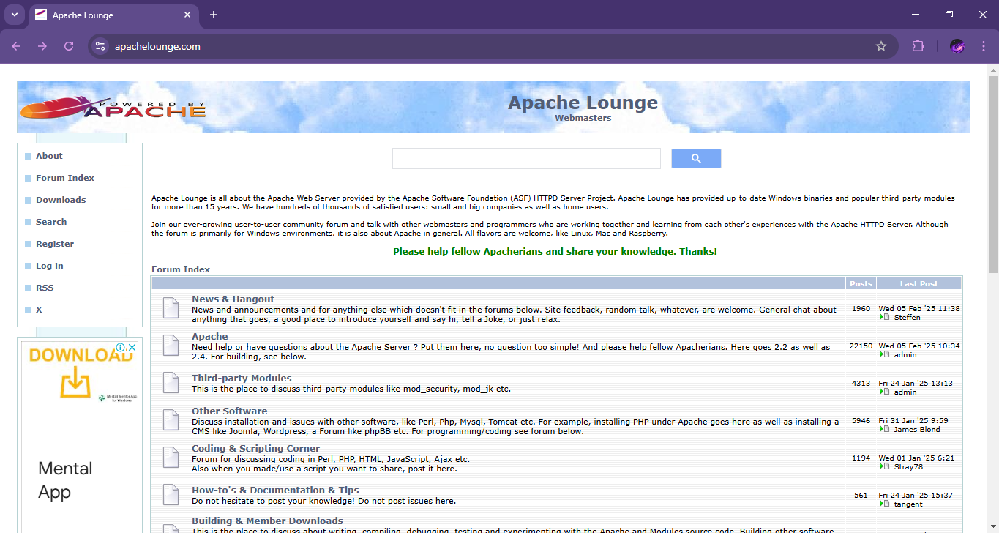 Apache Lounge
apachelounge.com
POWERED BY
APACHE
Apache Lounge
Webmasters
About
Forum Index
Downloads
Search
Register
Log in
RSS
X
DOWNLOAD
Mentali Mentor App
for Windows
Mental
App
Apache Lounge is all about the Apache Web Server provided by the Apache Software Foundation (ASF) HTTPD Server Project. Apache Lounge has provided up-to-date Windows binaries and popular third-party modules
for more than 15 years. We have hundreds of thousands of satisfied users: small and big companies as well as home users.
Join our ever-growing user-to-user community forum and talk with other webmasters and programmers who are working together and learning from each other's experiences with the Apache HTTPD Server. Although
the forum is primarily for Windows environments, it is also about Apache in general. All flavors are welcome, like Linux, Mac and Raspberry.
Please help fellow Apacherians and share your knowledge. Thanks!
Forum Index
Posts Last Post
News & Hangout
News and announcements and for anything else which doesn't fit in the forums below. Site feedback, random talk, whatever, are welcome. General chat about
anything that goes, a good place to introduce yourself and say hi, tell a Joke, or just relax.
1960 Wed 05 Feb '25 11:38
Steffen
Apache
Need help or have questions about the Apache Server ? Put them here, no question too simple! And please help fellow Apacherians. Here goes 2.2 as well as
2.4. For building, see below.
22150 Wed 05 Feb '25 10:34
admin
Third-party Modules
This is the place to discuss third-party modules like mod_security, mod_jk etc.
4313 Fri 24 Jan '25 13:13
admin
Other Software
Discuss installation and issues with other software, like Perl, Php, Mysql, Tomcat etc. For example, installing PHP under Apache goes here as well as installing a
CMS like Joomla, Wordpress, a Forum like phpBB etc. For programming/coding see forum below.
5946 Fri 31 Jan '25 9:59
James Blond
Coding & Scripting Corner
Forum for discussing coding in Perl, PHP, HTML, JavaScript, Ajax etc.
Also when you made/use a script you want to share, post it here.
1194 Wed 01 Jan '25 6:21
Stray78
How-to's & Documentation & Tips
Do not hesitate to post your knowledge! Do not post issues here.
561 Fri 24 Jan '25 15:37
tangent
Building & Member Downloads
This is the place to discuss about writing, compiling, debugging, testing and experimenting with the Apache and Modules source code. Building other software,